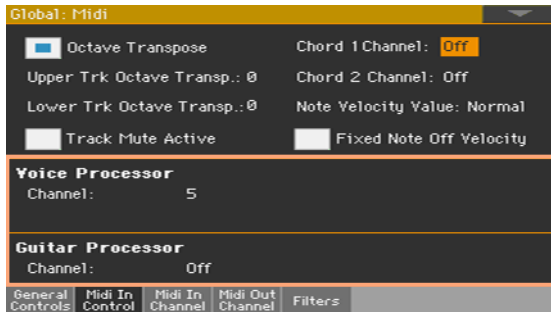 Global: Midi
Octave Transpose Chord 1 Channel: Off
Upper Trk Octave Transp.: 0 Chord 2 Channel: Off
Lower Trk Octave Transp.: 0 Note Velocity Value: Normal
Track Mute Active Fixed Note Off Velocity
Voice Processor
Channel: 5
Guitar Processor
Channel: Off
General Controls Midi In Control Midi In Channel Midi Out Channel Filters